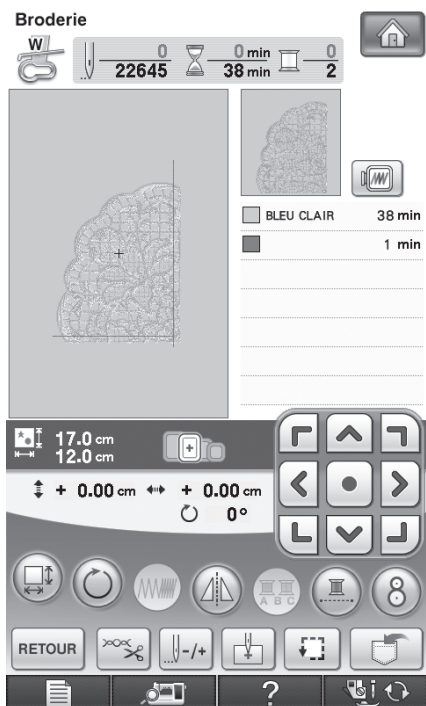 Broderie
W
0 0 min 0
22645 38 min 2
BLEU CLAIR 38 min
1 min
17.0 cm
12.0 cm
+ 0.00 cm + 0.00 cm
0°
A B C
8
RETOUR
-/+
?
i